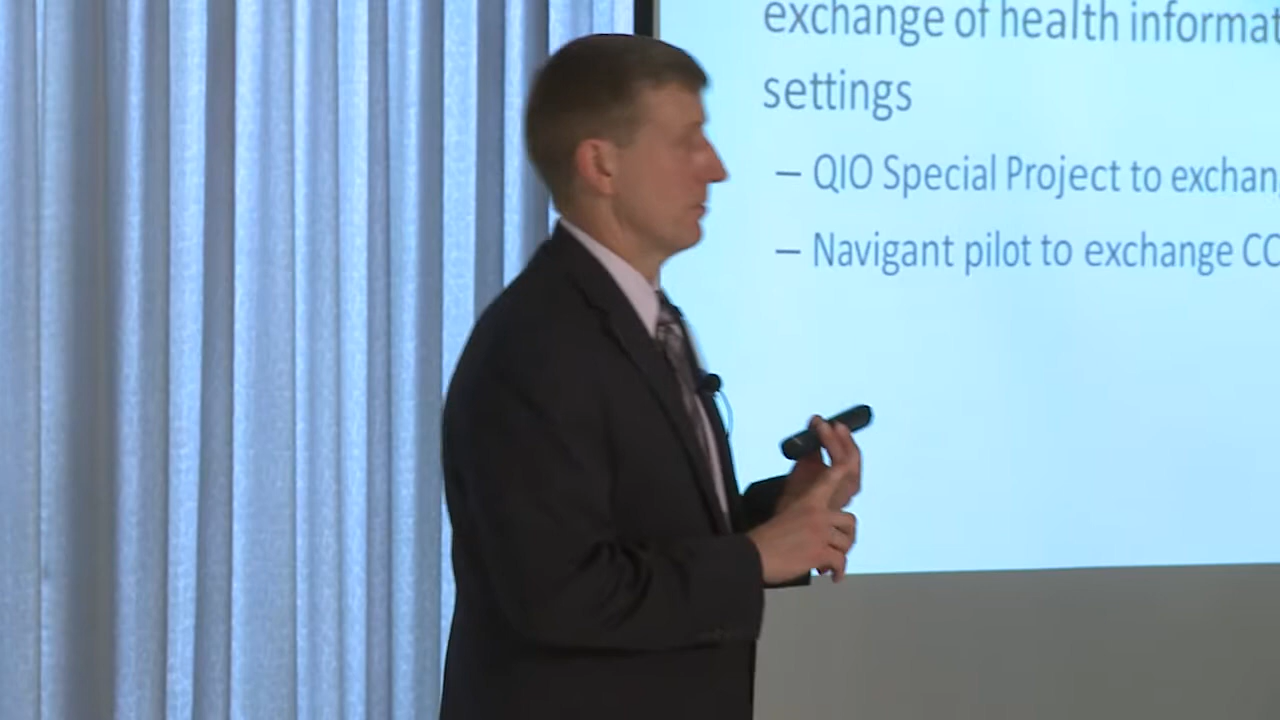 exchange of health informat
settings
– QIO Special Project to exchan
– Navigant pilot to exchange CC